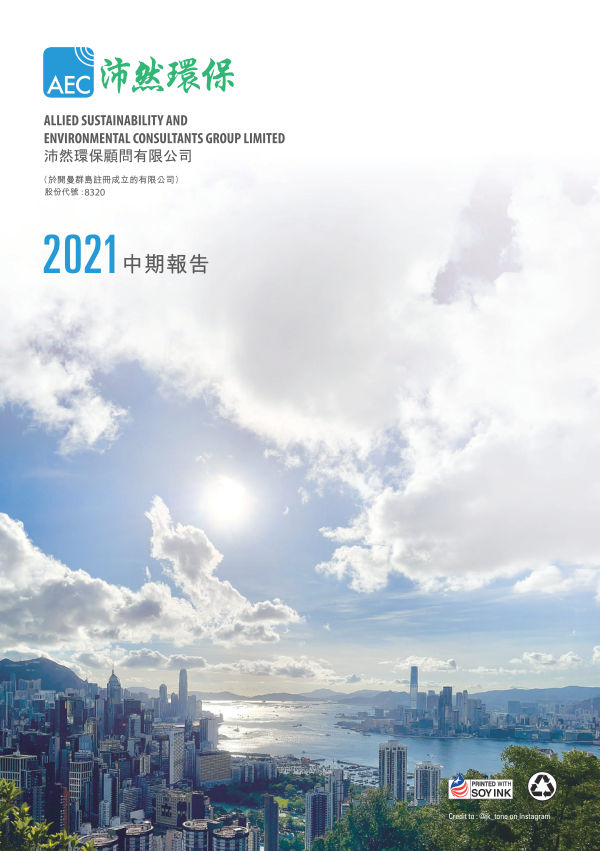 AEC 沛然環保
ALLIED SUSTAINABILITY AND
ENVIRONMENTAL CONSULTANTS GROUP LIMITED
沛然環保顧問有限公司
(於開曼群島註冊成立的有限公司)
股份代號:8320
2021 中期報告
PRINTED WITH
SOY INK
Credit to : @jk_tono on Instagram